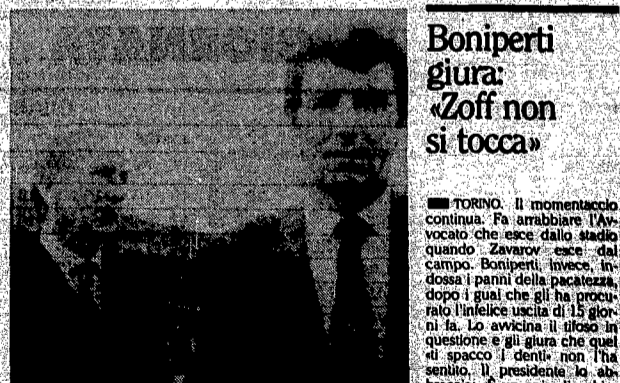 Boniperti
giura:
«Zoff non
si tocca»
TORINO. Il momentaccio
continua. Fa arrabbiare l'Av-
vocato che esce dallo stadio
quando Zavarov esce dal
campo. Boniperti, invece, in-
dossa i panni della pacatezza,
dopo i guai che gli ha procu-
rato l'infelice uscita di 15 gior-
ni fa. Lo avvicina il tifoso in
questione e gli giura che quel
«ti spacco i denti» non l'ha
sentito. Il presidente lo ab-